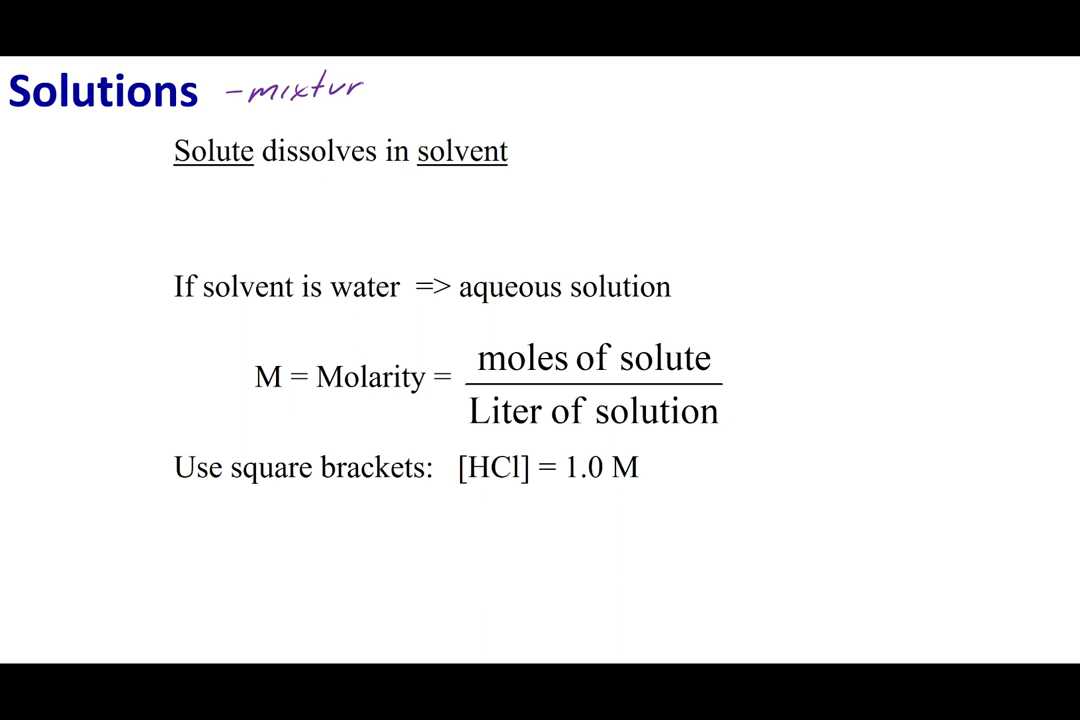 Solutions - mixtur
Solute dissolves in solvent
If solvent is water => aqueous solution
M = Molarity = moles of solute
Liter of solution
Use square brackets: [HCl] = 1.0 M